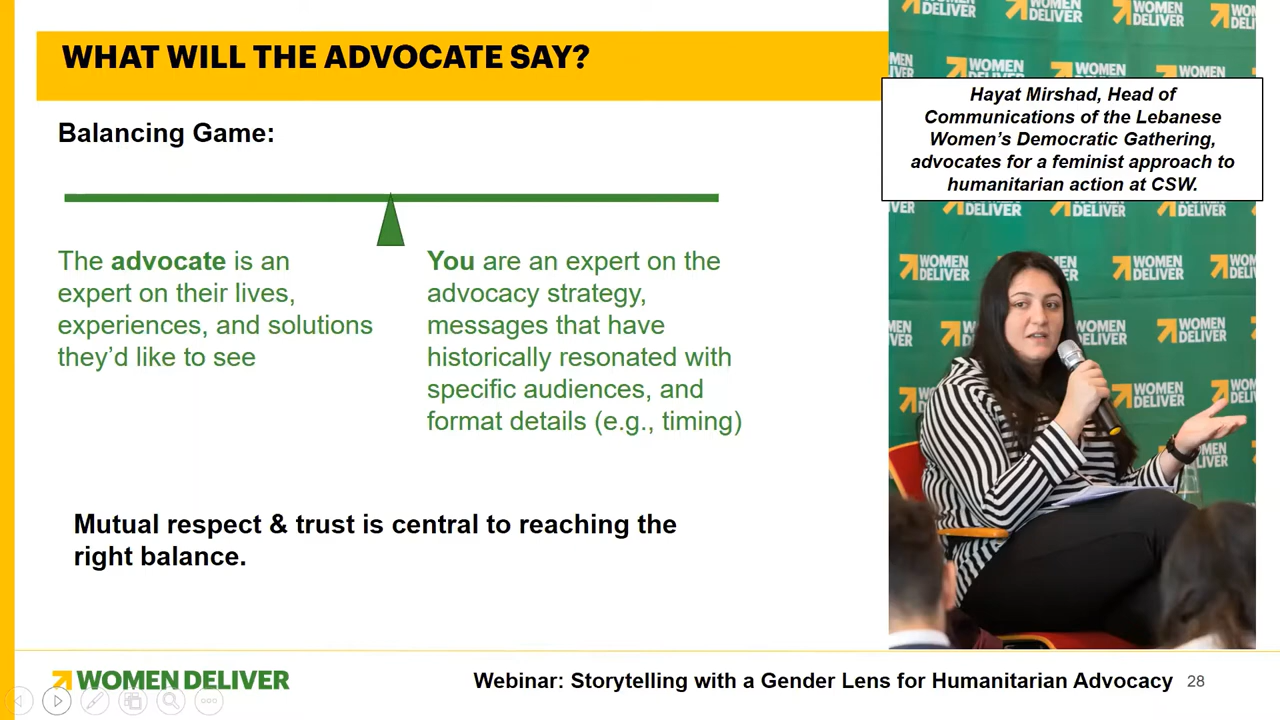 WHAT WILL THE ADVOCATE SAY?
Balancing Game:
The advocate is an
expert on their lives,
experiences, and solutions
they'd like to see
You are an expert on the
advocacy strategy,
messages that have
historically resonated with
specific audiences, and
format details (e.g., timing)
Mutual respect & trust is central to reaching the
right balance.
Hayat Mirshad, Head of
Communications of the Lebanese
Women's Democratic Gathering,
advocates for a feminist approach to
humanitarian action at CSW.
WOMEN
DELIVER
WOMEN DELIVER
Webinar: Storytelling with a Gender Lens for Humanitarian Advocacy
28